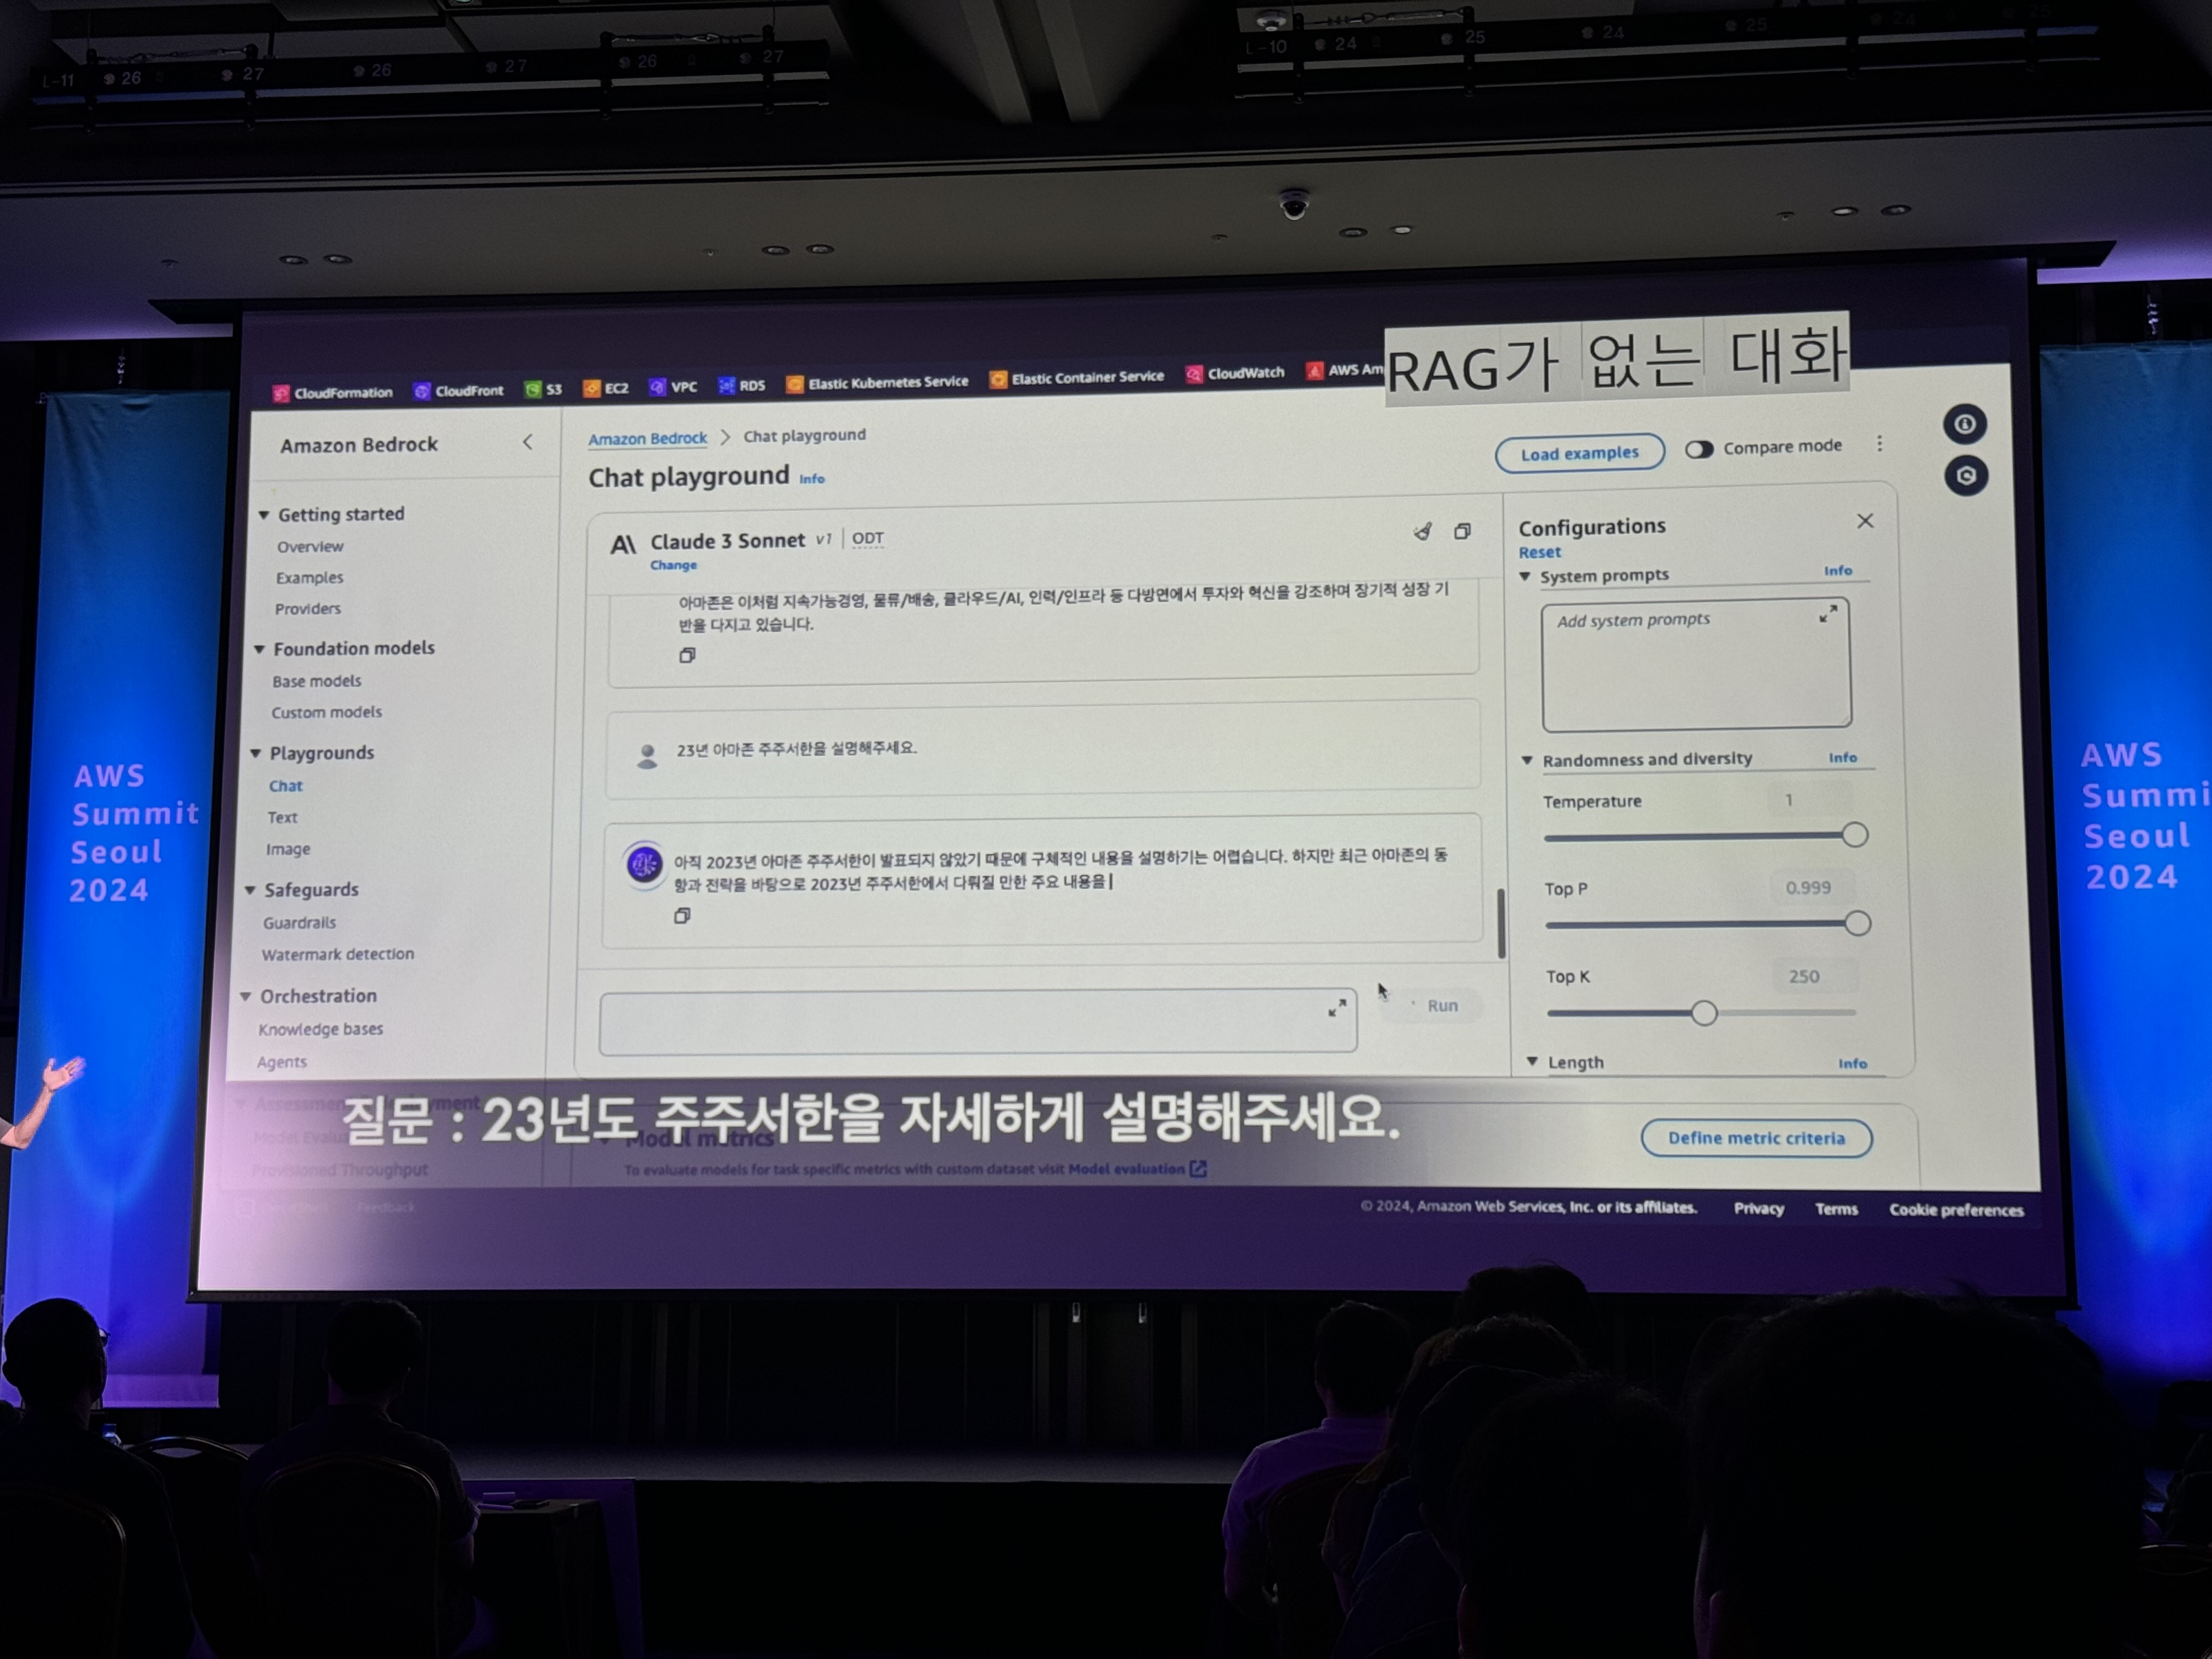 L-11 26 27 26 27 26 27
L-10 24 25 24 25 24 25
RAG가 없는 대화
CloudFormation CloudFront S3 EC2 VPC RDS Elastic Kubernetes Service Elastic Container Service CloudWatch AWS Am
Amazon Bedrock
Getting started
Overview
Examples
Providers
Foundation models
Base models
Custom models
Playgrounds
Chat
Text
Image
Safeguards
Guardrails
Watermark detection
Orchestration
Knowledge bases
Agents
Provisioned Throughput
Feedback
Amazon Bedrock > Chat playground
Chat playground Info
Load examples
Compare mode
Claude 3 Sonnet v1 | ODT
Change
아마존은 이처럼 지속가능경영, 물류/배송, 클라우드/AI, 인력/인프라 등 다방면에서 투자와 혁신을 강조하며 장기적 성장 기
반을 다지고 있습니다.
23년 아마존 주주서한을 설명해주세요.
아직 2023년 아마존 주주서한이 발표되지 않았기 때문에 구체적인 내용을 설명하기는 어렵습니다. 하지만 최근 아마존의 동
향과 전략을 바탕으로 2023년 주주서한에서 다뤄질 만한 주요 내용을
Run
Configurations
Reset
System prompts Info
Add system prompts
Randomness and diversity Info
Temperature 1
Top P 0.999
Top K 250
Length Info
질문 : 23년도 주주서한을 자세하게 설명해주세요.
Model metrics
Define metric criteria
To evaluate models for task specific metrics with custom dataset visit Model evaluation
© 2024, Amazon Web Services, Inc. or its affiliates. Privacy Terms Cookie preferences
AWS
Summit
Seoul
2024
AWS
Summi
Seoul
2024